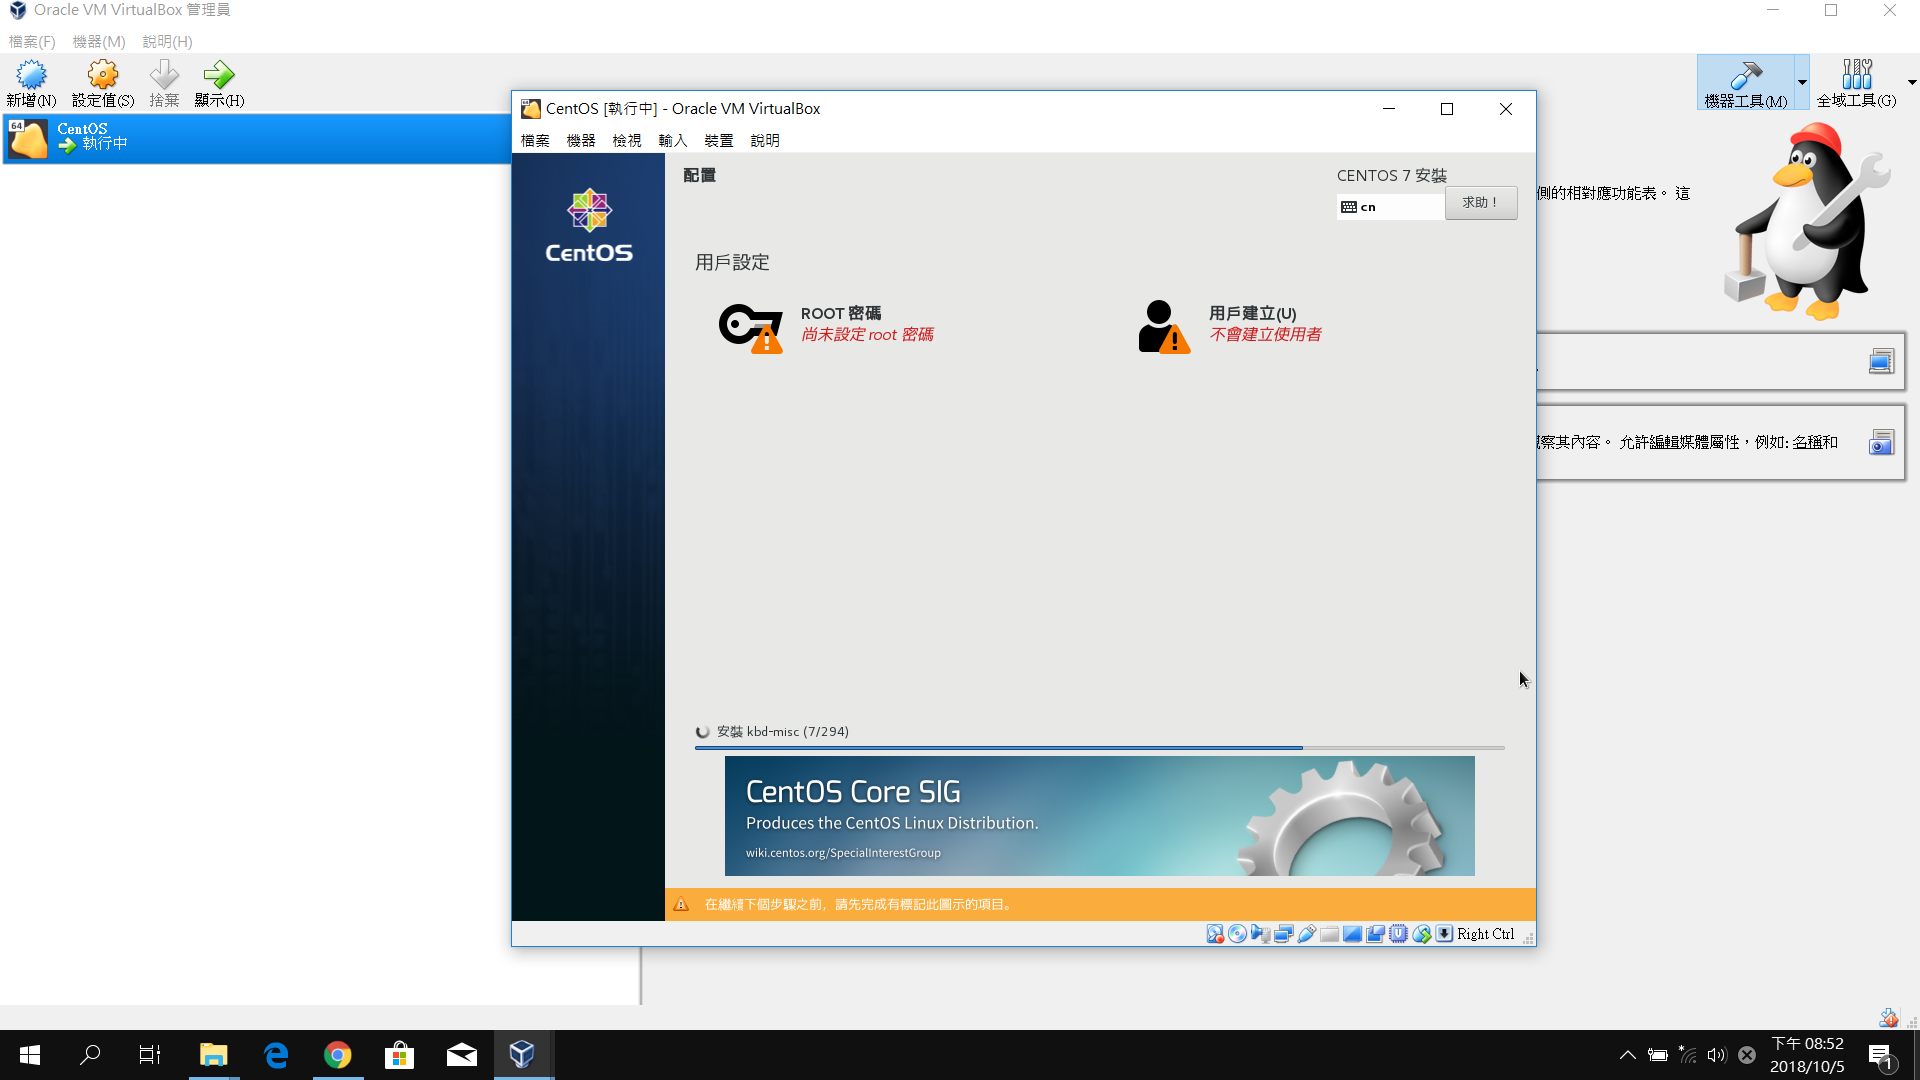 Oracle VM VirtualBox 管理員
檔案(F) 機器(M) 說明(H)
新增(N) 設定值(S) 捨棄 顯示(H)
機器工具(M) 全域工具(G)
64
CentOS
執行中
側的相對應功能表。 這
察其內容。 允許編輯媒體屬性，例如: 名稱和
CentOS [執行中] - Oracle VM VirtualBox
檔案 機器 檢視 輸入 裝置 說明
CentOS
配置
CENTOS 7 安裝
cn
求助！
用戶設定
ROOT 密碼
尚未設定 root 密碼
用戶建立(U)
不會建立使用者
安裝 kbd-misc (7/294)
CentOS Core SIG
Produces the CentOS Linux Distribution.
wiki.centos.org/SpecialInterestGroup
在繼續下個步驟之前，請先完成有標記此圖示的項目。
Right Ctrl
下午 08:52
2018/10/5
1